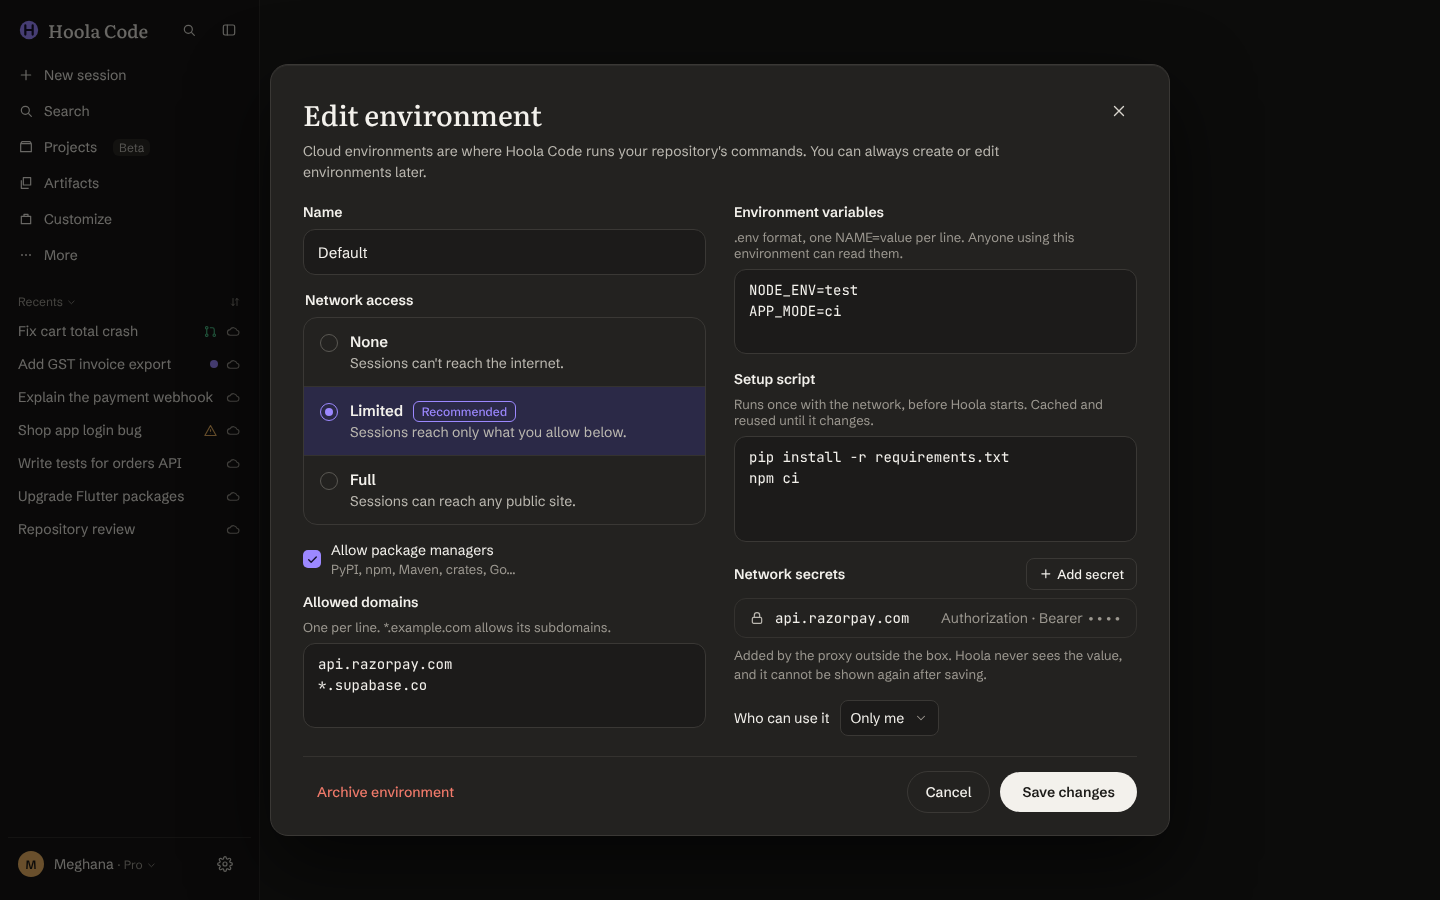 Hoola Code
New session
Search
Projects Beta
Artifacts
Customize
More
Recents
Fix cart total crash
Add GST invoice export
Explain the payment webhook
Shop app login bug
Write tests for orders API
Upgrade Flutter packages
Repository review
M Meghana · Pro
Edit environment
Cloud environments are where Hoola Code runs your repository's commands. You can always create or edit
environments later.
Name
Default
Network access
None
Sessions can't reach the internet.
Limited Recommended
Sessions reach only what you allow below.
Full
Sessions can reach any public site.
Allow package managers
PyPI, npm, Maven, crates, Go...
Allowed domains
One per line. *.example.com allows its subdomains.
api.razorpay.com
*.supabase.co
Environment variables
.env format, one NAME=value per line. Anyone using this
environment can read them.
NODE_ENV=test
APP_MODE=ci
Setup script
Runs once with the network, before Hoola starts. Cached and
reused until it changes.
pip install -r requirements.txt
npm ci
Network secrets
+ Add secret
api.razorpay.com Authorization · Bearer ••••
Added by the proxy outside the box. Hoola never sees the value,
and it cannot be shown again after saving.
Who can use it Only me
Archive environment
Cancel
Save changes